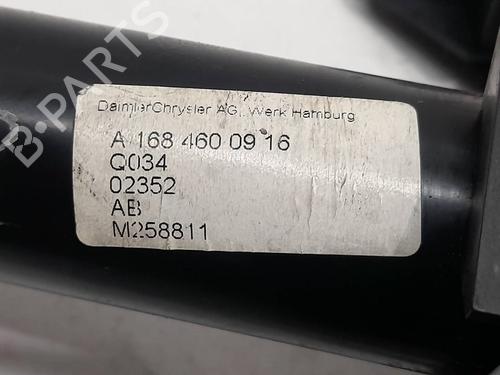 DaimlerChrysler AG, Werk Hamburg
A 168 460 09 16
Q034
02352
AB
M258811
B-PARTS